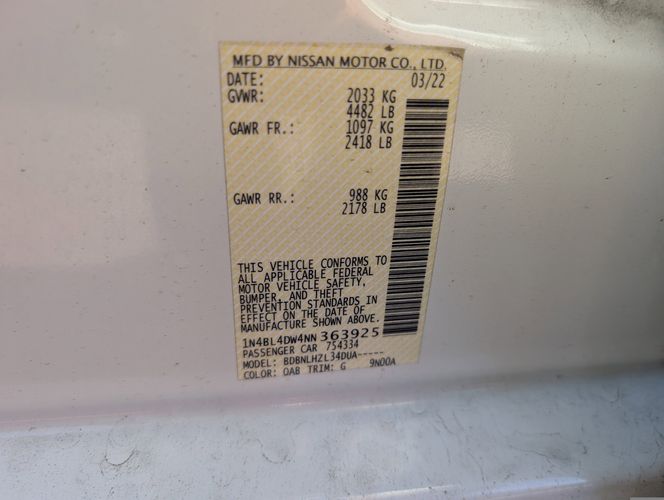 MFD BY NISSAN MOTOR CO., LTD.
DATE: 03/22
GVWR: 2033 KG
4482 LB
GAWR FR.: 1097 KG
2418 LB
GAWR RR.: 988 KG
2178 LB
THIS VEHICLE CONFORMS TO
ALL APPLICABLE FEDERAL
MOTOR VEHICLE SAFETY,
BUMPER, AND THEFT
PREVENTION STANDARDS IN
EFFECT ON THE DATE OF
MANUFACTURE SHOWN ABOVE.
1N4BL4DW4NN 363925
PASSENGER CAR 754334
MODEL: BDBNLHZL34DUA-----
COLOR: QAB TRIM: G 9N00A